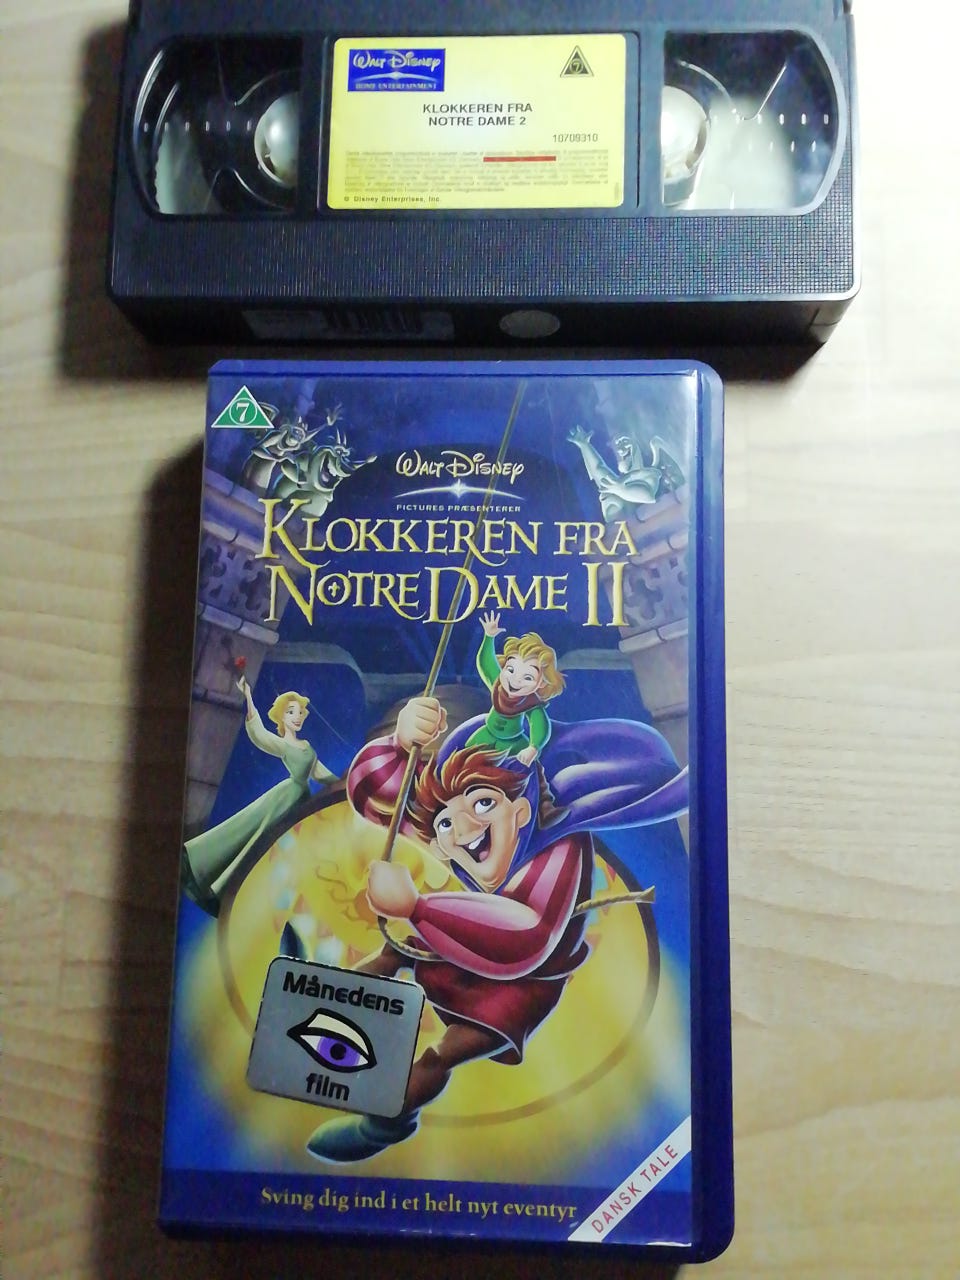 WALT DISNEY
HOME ENTERTAINMENT
7
KLOKKEREN FRA
NOTRE DAME 2
10709310
© Disney Enterprises, Inc.
7
WALT DISNEY
PICTURES PRÆSENTERER
KLOKKEREN FRA
NOTRE DAME II
Månedens
film
Sving dig ind i et helt nyt eventyr
DANSK TALE